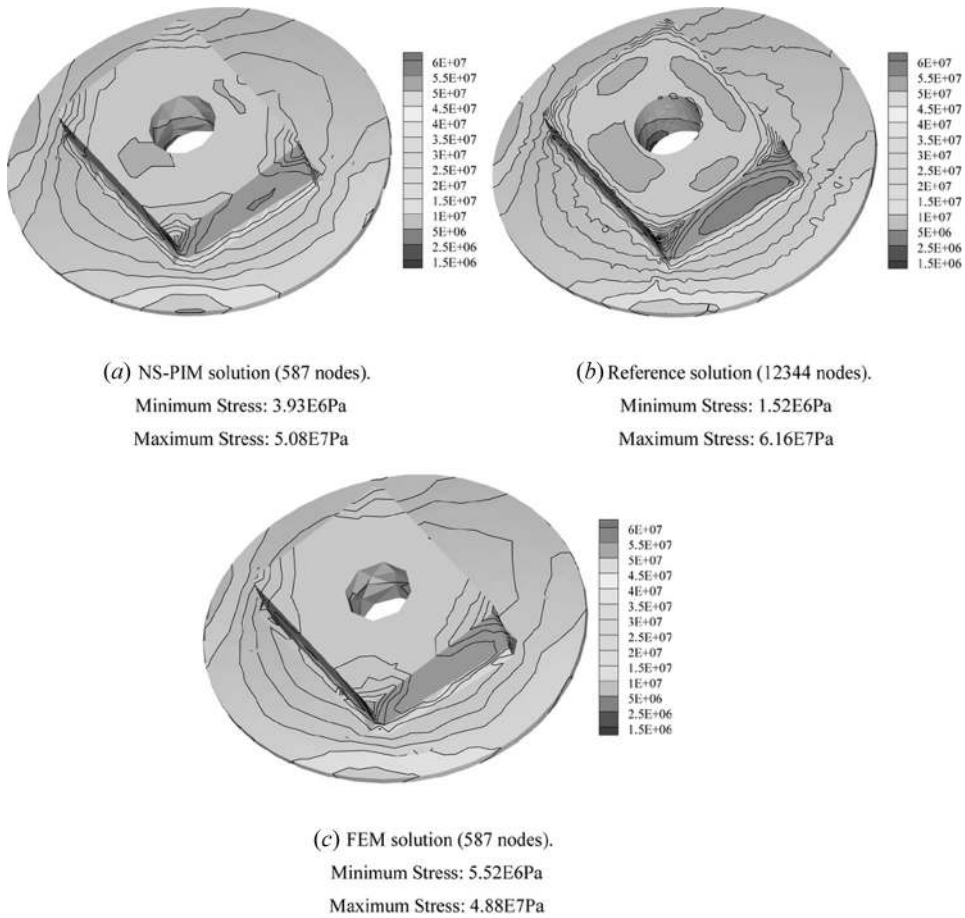 6E+07
5.5E+07
5E+07
4.5E+07
4E+07
3.5E+07
3E+07
2.5E+07
2E+07
1.5E+07
1E+07
5E+06
2.5E+06
1.5E+06
6E+07
5.5E+07
5E+07
4.5E+07
4E+07
3.5E+07
3E+07
2.5E+07
2E+07
1.5E+07
1E+07
5E+06
2.5E+06
1.5E+06
(a) NS-PIM solution (587 nodes).
Minimum Stress: 3.93E6Pa
Maximum Stress: 5.08E7Pa
(b) Reference solution (12344 nodes).
Minimum Stress: 1.52E6Pa
Maximum Stress: 6.16E7Pa
6E+07
5.5E+07
5E+07
4.5E+07
4E+07
3.5E+07
3E+07
2.5E+07
2E+07
1.5E+07
1E+07
5E+06
2.5E+06
1.5E+06
(c) FEM solution (587 nodes).
Minimum Stress: 5.52E6Pa
Maximum Stress: 4.88E7Pa